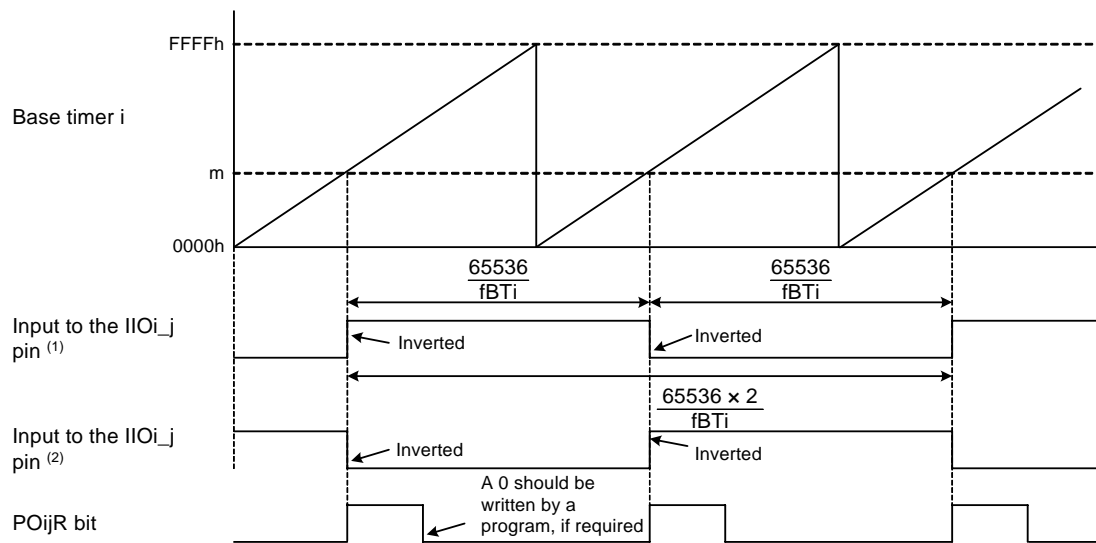 FFFFh
Base timer i
m
0000h
65536
fBTi
65536
fBTi
Input to the IIOi_j
pin (1)
Inverted
Inverted
65536 × 2
fBTi
Input to the IIOi_j
pin (2)
Inverted
Inverted
A 0 should be
written by a
program, if required
POijR bit